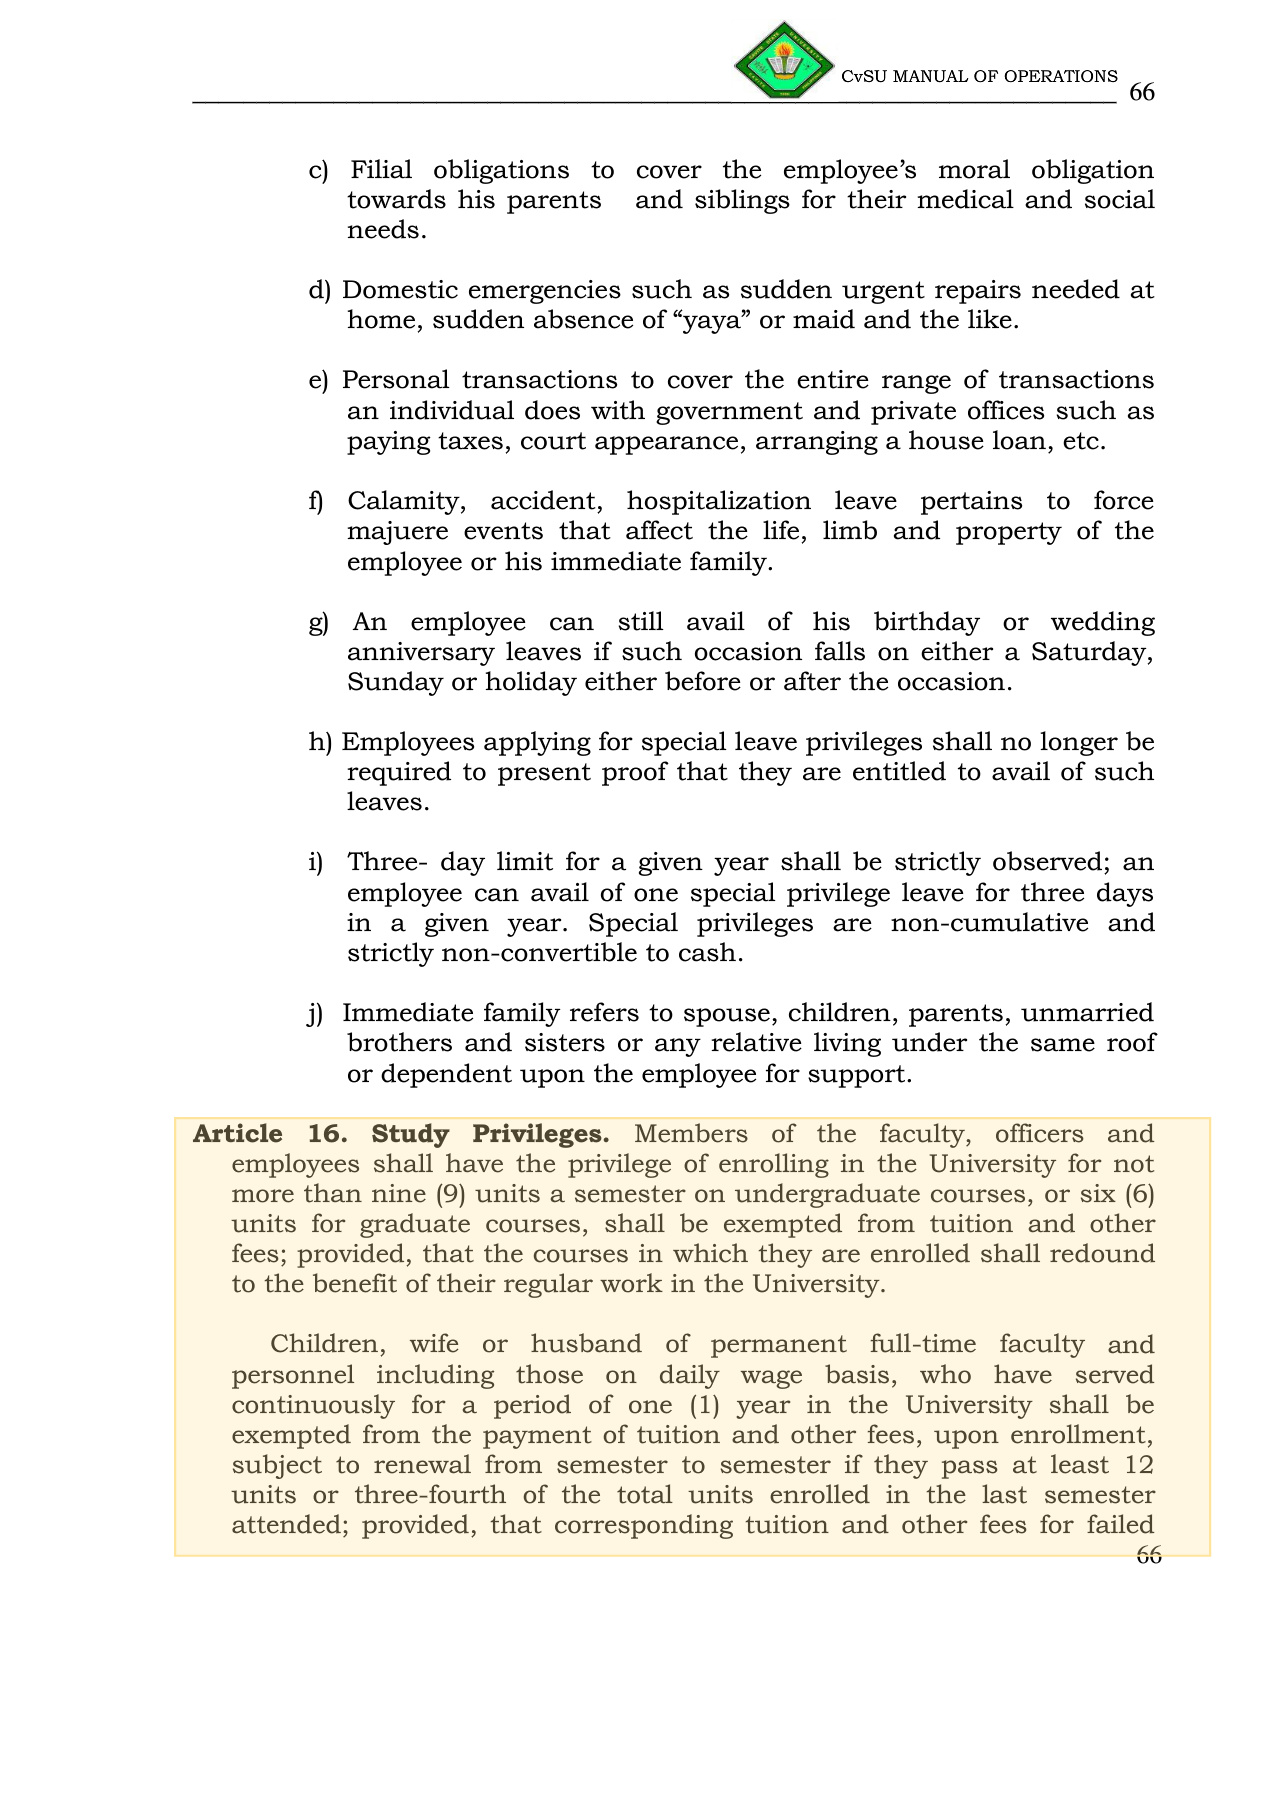 CvSU MANUAL OF OPERATIONS 66
c) Filial obligations to cover the employee’s moral obligation
towards his parents and siblings for their medical and social
needs.
d) Domestic emergencies such as sudden urgent repairs needed at
home, sudden absence of “yaya” or maid and the like.
e) Personal transactions to cover the entire range of transactions
an individual does with government and private offices such as
paying taxes, court appearance, arranging a house loan, etc.
f) Calamity, accident, hospitalization leave pertains to force
majuere events that affect the life, limb and property of the
employee or his immediate family.
g) An employee can still avail of his birthday or wedding
anniversary leaves if such occasion falls on either a Saturday,
Sunday or holiday either before or after the occasion.
h) Employees applying for special leave privileges shall no longer be
required to present proof that they are entitled to avail of such
leaves.
i) Three- day limit for a given year shall be strictly observed; an
employee can avail of one special privilege leave for three days
in a given year. Special privileges are non-cumulative and
strictly non-convertible to cash.
j) Immediate family refers to spouse, children, parents, unmarried
brothers and sisters or any relative living under the same roof
or dependent upon the employee for support.
Article 16. Study Privileges. Members of the faculty, officers and
employees shall have the privilege of enrolling in the University for not
more than nine (9) units a semester on undergraduate courses, or six (6)
units for graduate courses, shall be exempted from tuition and other
fees; provided, that the courses in which they are enrolled shall redound
to the benefit of their regular work in the University.
Children, wife or husband of permanent full-time faculty and
personnel including those on daily wage basis, who have served
continuously for a period of one (1) year in the University shall be
exempted from the payment of tuition and other fees, upon enrollment,
subject to renewal from semester to semester if they pass at least 12
units or three-fourth of the total units enrolled in the last semester
attended; provided, that corresponding tuition and other fees for failed
66